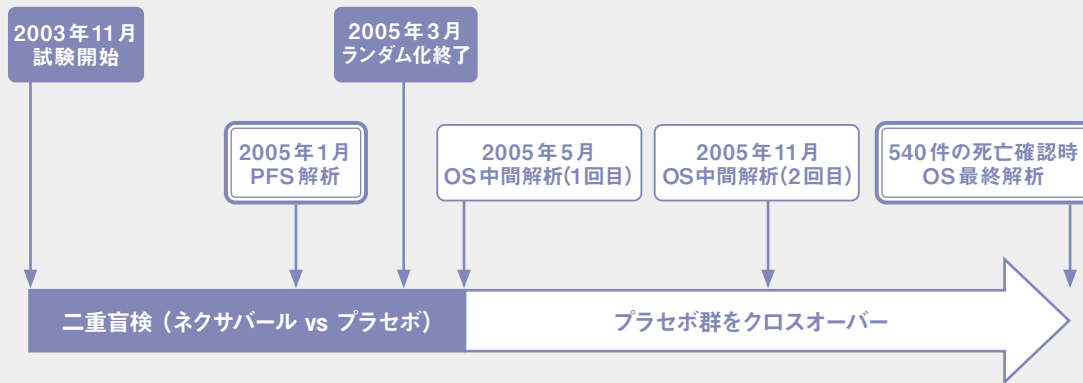 2003年11月
試験開始
2005年3月
ランダム化終了
2005年1月
PFS解析
2005年5月
OS中間解析(1回目)
2005年11月
OS中間解析(2回目)
540件の死亡確認時
OS最終解析
二重盲検（ネクサバール vs プラセボ）
プラセボ群をクロスオーバー